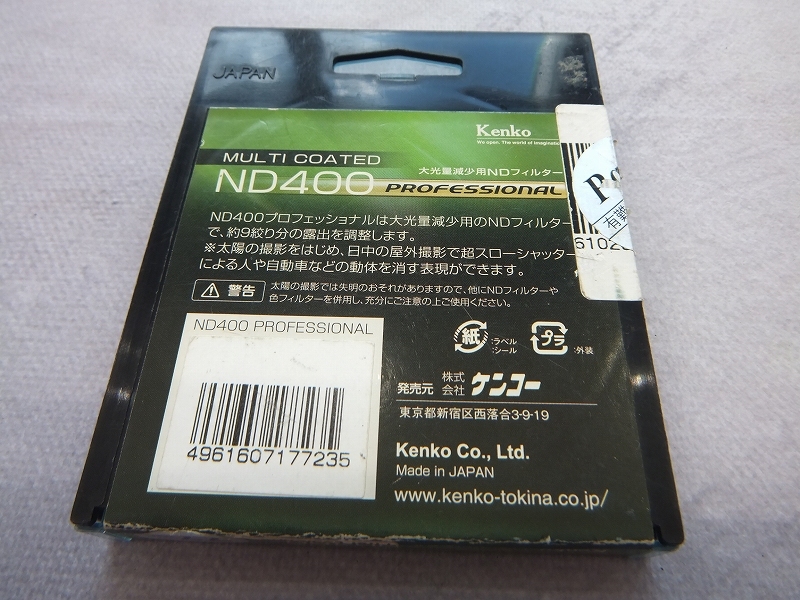 JAPAN
Kenko
We open. The world of imagination
MULTI COATED
大光量減少用NDフィルター
ND400 PROFESSIONAL
ND400プロフェッショナルは大光量減少用のNDフィルター
で、約9絞り分の露出を調整します。
※太陽の撮影をはじめ、日中の屋外撮影で超スローシャッター
による人や自動車などの動体を消す表現ができます。
警告
太陽の撮影では失明のおそれがありますので、他にNDフィルターや
色フィルターを併用し、充分にご注意の上ご使用ください。
ND400 PROFESSIONAL
4961607177235
紙 :ラベル
:シール
プラ :外装
発売元 株式会社 ケンコー
東京都新宿区西落合3-9-19
Kenko Co., Ltd.
Made in JAPAN
www.kenko-tokina.co.jp/